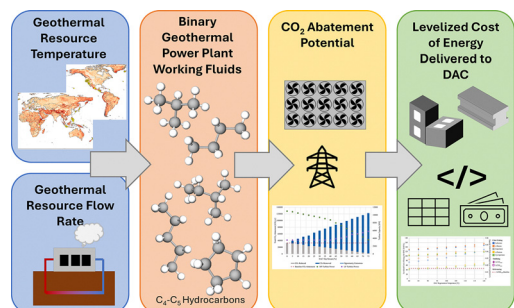 Geothermal
Resource
Temperature
Geothermal
Resource Flow
Rate
Binary
Geothermal
Power Plant
Working Fluids
C₄-C₅ Hydrocarbons
CO₂ Abatement
Potential
Levelized Cost
of Energy
Delivered to
DAC
</>